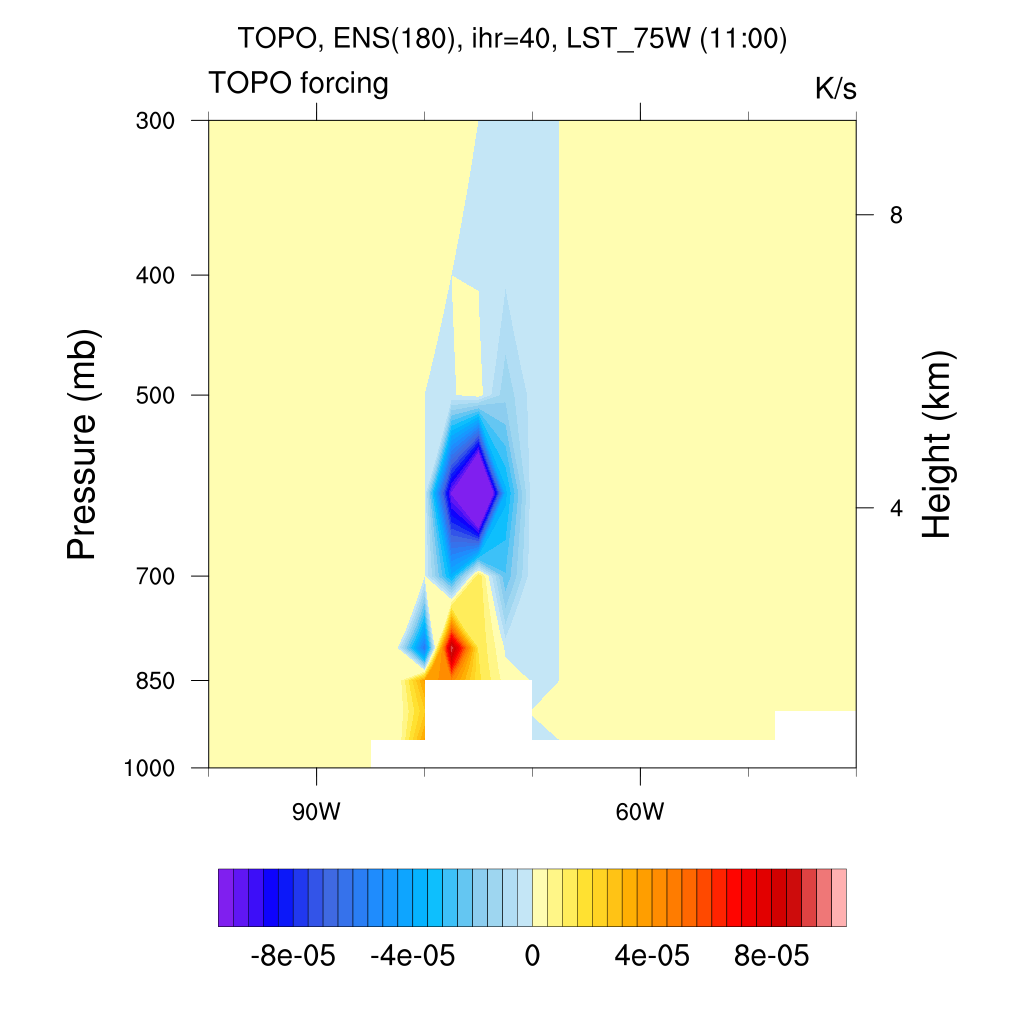 TOPO, ENS(180), ihr=40, LST_75W (11:00)
TOPO forcing
K/s
300
400
500
700
850
1000
Pressure (mb)
8
4
Height (km)
90W
60W
-8e-05
-4e-05
0
4e-05
8e-05